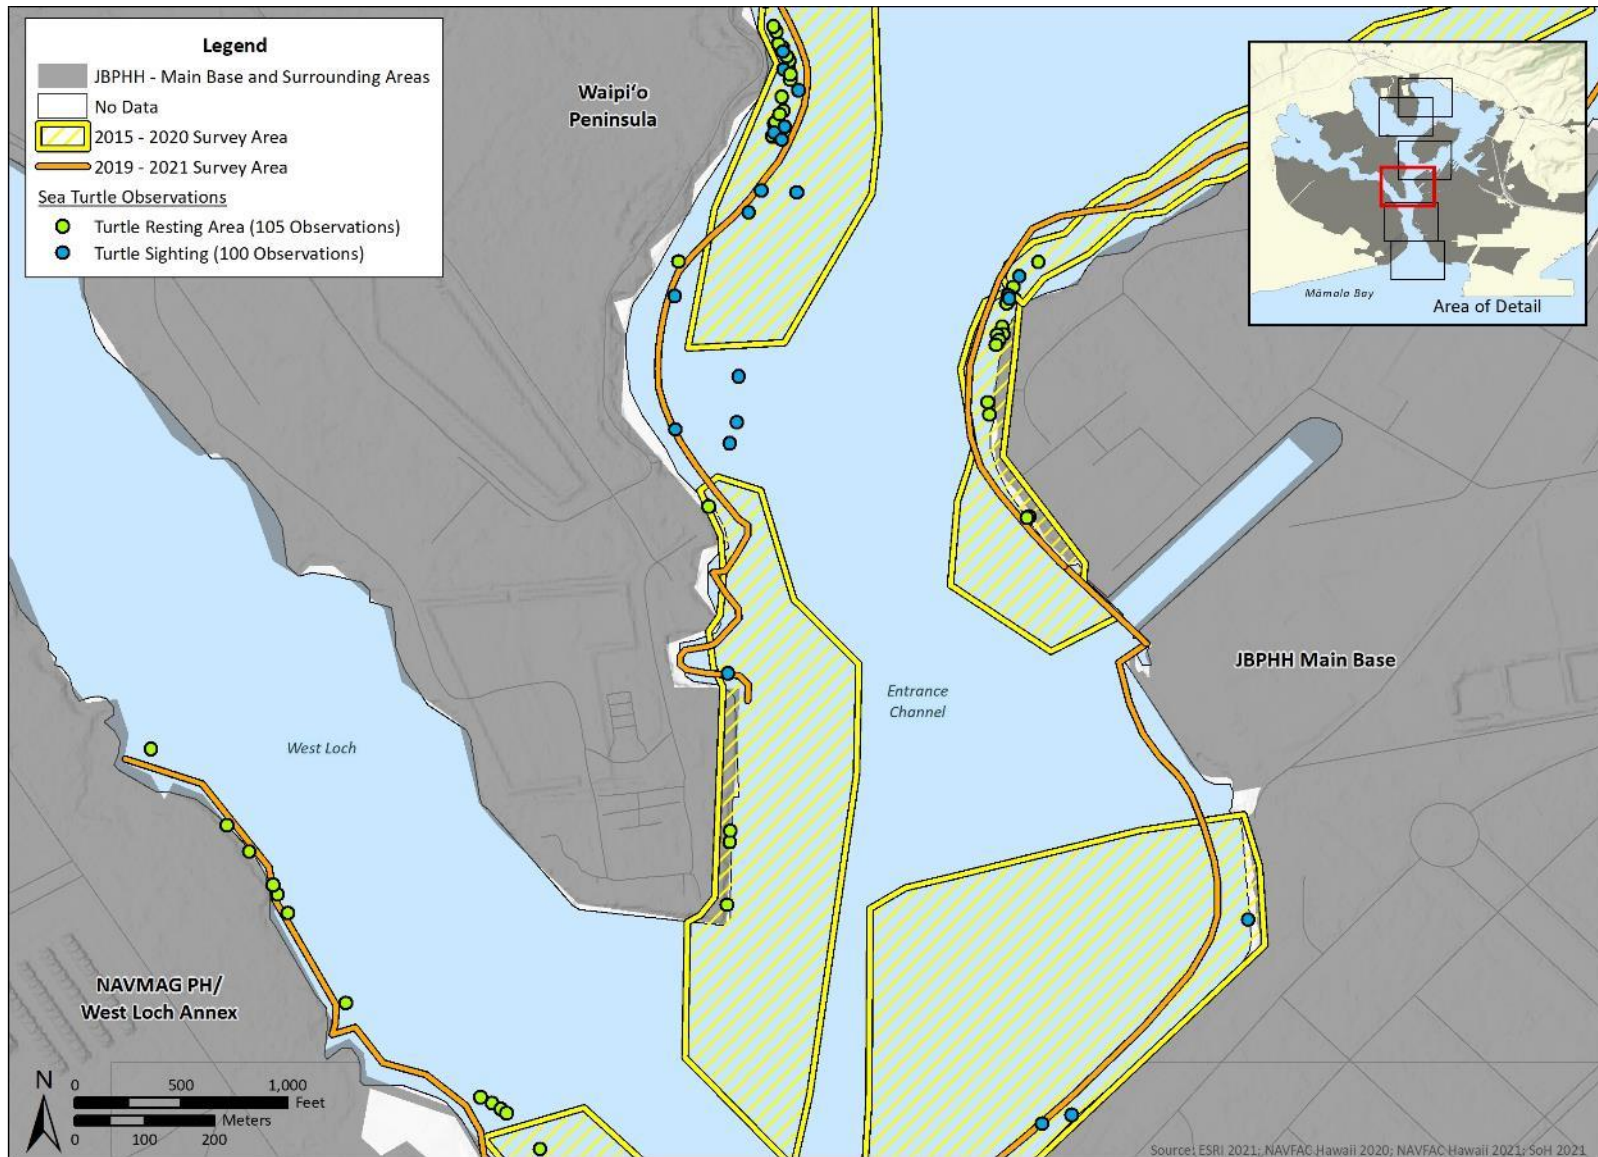 Legend
JBPHH - Main Base and Surrounding Areas
No Data
2015 - 2020 Survey Area
2019 - 2021 Survey Area
Sea Turtle Observations
Turtle Resting Area (105 Observations)
Turtle Sighting (100 Observations)
Waipiʻo
Peninsula
Māmala Bay
Area of Detail
JBPHH Main Base
Entrance
Channel
West Loch
NAVMAG PH/
West Loch Annex
N
0 500 1,000
Feet
Meters
0 100 200
Source: ESRI 2021; NAVFAC Hawaii 2020; NAVFAC Hawaii 2021; SoH 2021